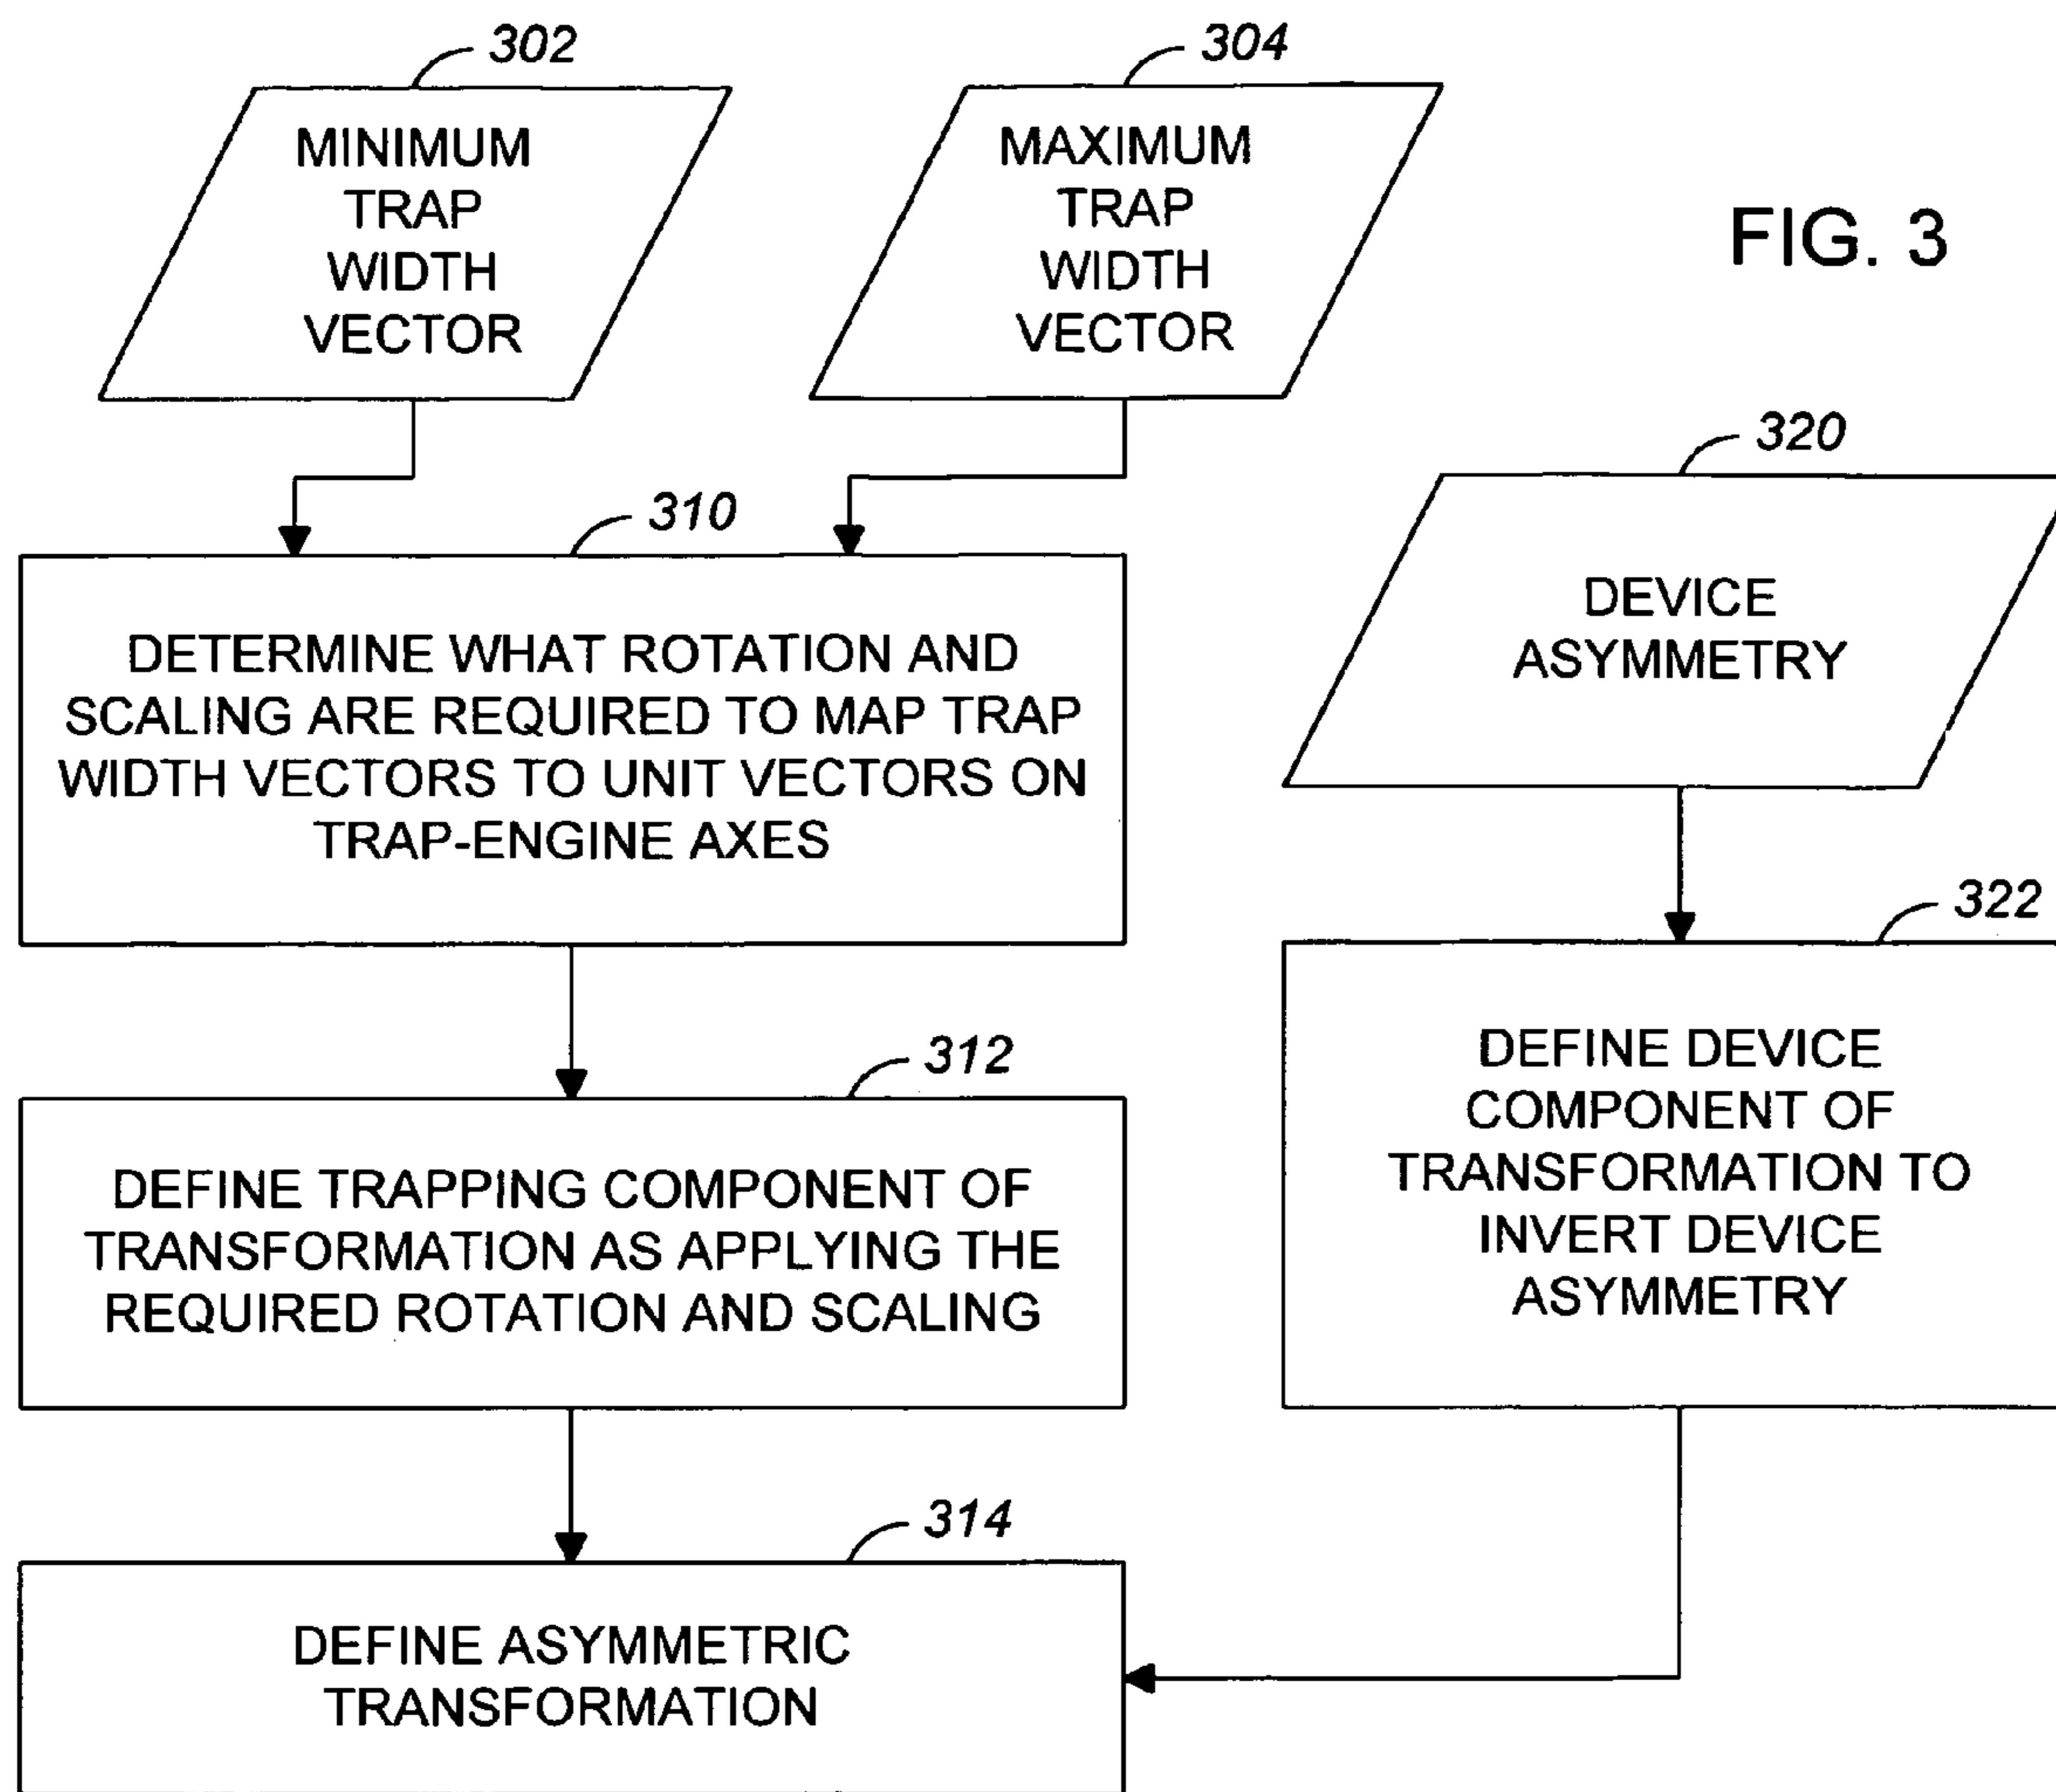 302
MINIMUM
TRAP
WIDTH
VECTOR
304
MAXIMUM
TRAP
WIDTH
VECTOR
FIG. 3
310
DETERMINE WHAT ROTATION AND
SCALING ARE REQUIRED TO MAP TRAP
WIDTH VECTORS TO UNIT VECTORS ON
TRAP-ENGINE AXES
320
DEVICE
ASYMMETRY
312
DEFINE TRAPPING COMPONENT OF
TRANSFORMATION AS APPLYING THE
REQUIRED ROTATION AND SCALING
322
DEFINE DEVICE
COMPONENT OF
TRANSFORMATION TO
INVERT DEVICE
ASYMMETRY
314
DEFINE ASYMMETRIC
TRANSFORMATION